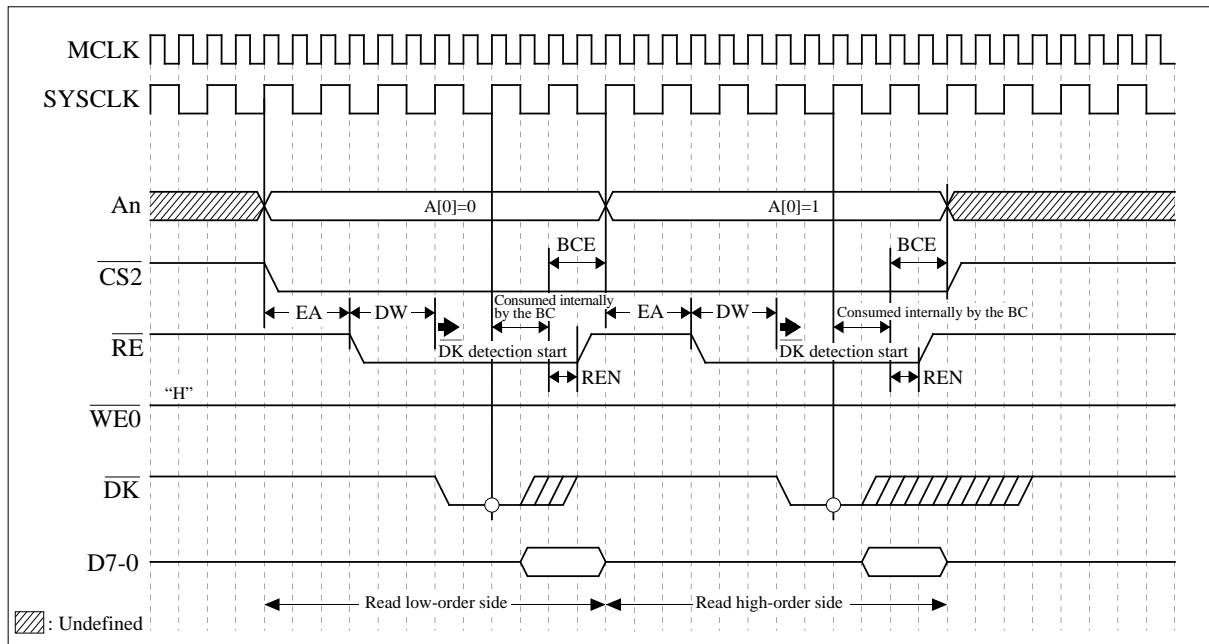 MCLK
SYSCLK
An
A[0]=0
A[0]=1
BCE
BCE
CS2
Consumed internally
by the BC
EA
DW
EA
DW
Consumed internally by the BC
RE
DK detection start
DK detection start
REN
REN
“H”
WE0
DK
D7-0
Read low-order side
Read high-order side
: Undefined